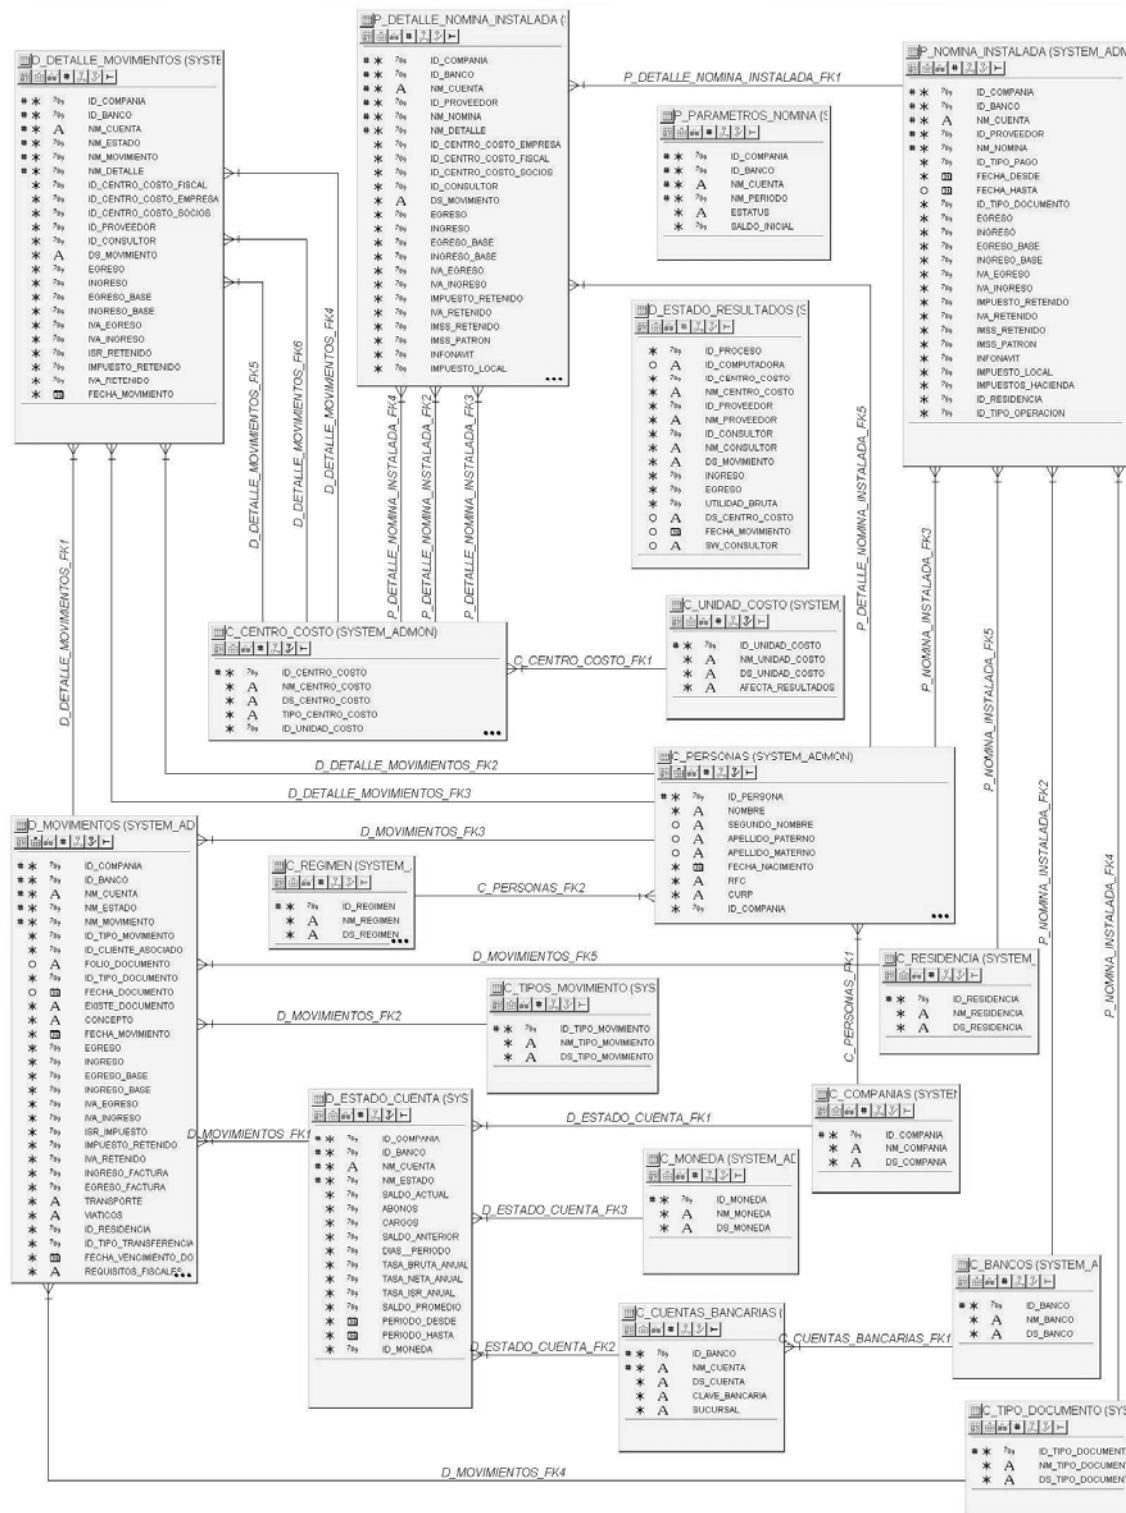 P_DETALLE_NOMINA_INSTALADA (S
ID_COMPANIA
ID_BANCO
NM_CUENTA
ID_PROVEEDOR
NM_NOMINA
NM_DETALLE
ID_CENTRO_COSTO_EMPRESA
ID_CENTRO_COSTO_FISCAL
ID_CENTRO_COSTO_SOCIOS
ID_CONSULTOR
DS_MOVIMIENTO
EGRESO
INGRESO
EGRESO_BASE
INGRESO_BASE
IVA_EGRESO
IVA_INGRESO
IMPUESTO_RETENIDO
IVA_RETENIDO
IMSS_RETENIDO
IMSS_PATRON
INFONAVIT
IMPUESTO_LOCAL
D_DETALLE_MOVIMIENTOS (SYSTE
ID_COMPANIA
ID_BANCO
NM_CUENTA
NM_ESTADO
NM_MOVIMIENTO
NM_DETALLE
ID_CENTRO_COSTO_FISCAL
ID_CENTRO_COSTO_EMPRESA
ID_CENTRO_COSTO_SOCIOS
ID_PROVEEDOR
ID_CONSULTOR
DS_MOVIMIENTO
EGRESO
INGRESO
EGRESO_BASE
INGRESO_BASE
IVA_EGRESO
IVA_INGRESO
ISR_RETENIDO
IMPUESTO_RETENIDO
IVA_RETENIDO
FECHA_MOVIMIENTO
P_NOMINA_INSTALADA (SYSTEM_ADM
ID_COMPANIA
ID_BANCO
NM_CUENTA
ID_PROVEEDOR
NM_NOMINA
ID_TIPO_PAGO
FECHA_DESDE
FECHA_HASTA
ID_TIPO_DOCUMENTO
EGRESO
INGRESO
EGRESO_BASE
INGRESO_BASE
IVA_EGRESO
IVA_INGRESO
IMPUESTO_RETENIDO
IVA_RETENIDO
IMSS_RETENIDO
IMSS_PATRON
INFONAVIT
IMPUESTO_LOCAL
IMPUESTOS_HACIENDA
ID_RESIDENCIA
ID_TIPO_OPERACION
P_DETALLE_NOMINA_INSTALADA_FK1
P_PARAMETROS_NOMINA (S
ID_COMPANIA
ID_BANCO
NM_CUENTA
NM_PERIODO
ESTATUS
SALDO_INICIAL
D_ESTADO_RESULTADOS (S
ID_PROCESO
ID_COMPUTADORA
ID_CENTRO_COSTO
NM_CENTRO_COSTO
ID_PROVEEDOR
NM_PROVEEDOR
ID_CONSULTOR
NM_CONSULTOR
DS_MOVIMIENTO
INGRESO
EGRESO
UTILIDAD_BRUTA
DS_CENTRO_COSTO
FECHA_MOVIMIENTO
SW_CONSULTOR
D_DETALLE_MOVIMIENTOS_FK5
D_DETALLE_MOVIMIENTOS_FK6
D_DETALLE_MOVIMIENTOS_FK4
P_DETALLE_NOMINA_INSTALADA_FK4
P_DETALLE_NOMINA_INSTALADA_FK2
P_DETALLE_NOMINA_INSTALADA_FK3
P_DETALLE_NOMINA_INSTALADA_FK5
P_NOMINA_INSTALADA_FK3
P_NOMINA_INSTALADA_FK5
P_NOMINA_INSTALADA_FK2
P_NOMINA_INSTALADA_FK4
D_DETALLE_MOVIMIENTOS_FK1
C_CENTRO_COSTO (SYSTEM_ADMON)
ID_CENTRO_COSTO
NM_CENTRO_COSTO
DS_CENTRO_COSTO
TIPO_CENTRO_COSTO
ID_UNIDAD_COSTO
C_CENTRO_COSTO_FK1
C_UNIDAD_COSTO (SYSTEM_
ID_UNIDAD_COSTO
NM_UNIDAD_COSTO
DS_UNIDAD_COSTO
AFECTA_RESULTADOS
D_DETALLE_MOVIMIENTOS_FK2
D_DETALLE_MOVIMIENTOS_FK3
C_PERSONAS (SYSTEM_ADMON)
ID_PERSONA
NOMBRE
SEGUNDO_NOMBRE
APELLIDO_PATERNO
APELLIDO_MATERNO
FECHA_NACIMIENTO
RFC
CURP
ID_COMPANIA
D_MOVIMIENTOS (SYSTEM_AD
ID_COMPANIA
ID_BANCO
NM_CUENTA
NM_ESTADO
NM_MOVIMIENTO
ID_TIPO_MOVIMIENTO
ID_CLIENTE_ASOCIADO
FOLIO_DOCUMENTO
ID_TIPO_DOCUMENTO
FECHA_DOCUMENTO
EXISTE_DOCUMENTO
CONCEPTO
FECHA_MOVIMIENTO
EGRESO
INGRESO
EGRESO_BASE
INGRESO_BASE
IVA_EGRESO
IVA_INGRESO
ISR_IMPUESTO
IMPUESTO_RETENIDO
IVA_RETENIDO
INGRESO_FACTURA
EGRESO_FACTURA
TRANSPORTE
VIATICOS
ID_RESIDENCIA
ID_TIPO_TRANSFERENCIA
FECHA_VENCIMIENTO_DO
REQUISITOS_FISCALES
D_MOVIMIENTOS_FK3
C_REGIMEN (SYSTEM_
ID_REGIMEN
NM_REGIMEN
DS_REGIMEN
C_PERSONAS_FK2
D_MOVIMIENTOS_FK5
C_PERSONAS_FK1
C_RESIDENCIA (SYSTEM_
ID_RESIDENCIA
NM_RESIDENCIA
DS_RESIDENCIA
D_MOVIMIENTOS_FK2
C_TIPOS_MOVIMIENTO (SYS
ID_TIPO_MOVIMIENTO
NM_TIPO_MOVIMIENTO
DS_TIPO_MOVIMIENTO
D_MOVIMIENTOS_FK1
D_ESTADO_CUENTA (SYS
ID_COMPANIA
ID_BANCO
NM_CUENTA
NM_ESTADO
SALDO_ACTUAL
ABONOS
CARGOS
SALDO_ANTERIOR
DIAS__PERIODO
TASA_BRUTA_ANUAL
TASA_NETA_ANUAL
TASA_ISR_ANUAL
SALDO_PROMEDIO
PERIODO_DESDE
PERIODO_HASTA
ID_MONEDA
D_ESTADO_CUENTA_FK1
C_COMPANIAS (SYSTEM
ID_COMPANIA
NM_COMPANIA
DS_COMPANIA
C_MONEDA (SYSTEM_AD
ID_MONEDA
NM_MONEDA
DS_MONEDA
D_ESTADO_CUENTA_FK3
C_BANCOS (SYSTEM_A
ID_BANCO
NM_BANCO
DS_BANCO
C_CUENTAS_BANCARIAS (
ID_BANCO
NM_CUENTA
DS_CUENTA
CLAVE_BANCARIA
SUCURSAL
D_ESTADO_CUENTA_FK2
C_CUENTAS_BANCARIAS_FK1
C_TIPO_DOCUMENTO (SYS
ID_TIPO_DOCUMENT
NM_TIPO_DOCUMEN
DS_TIPO_DOCUMEN
D_MOVIMIENTOS_FK4